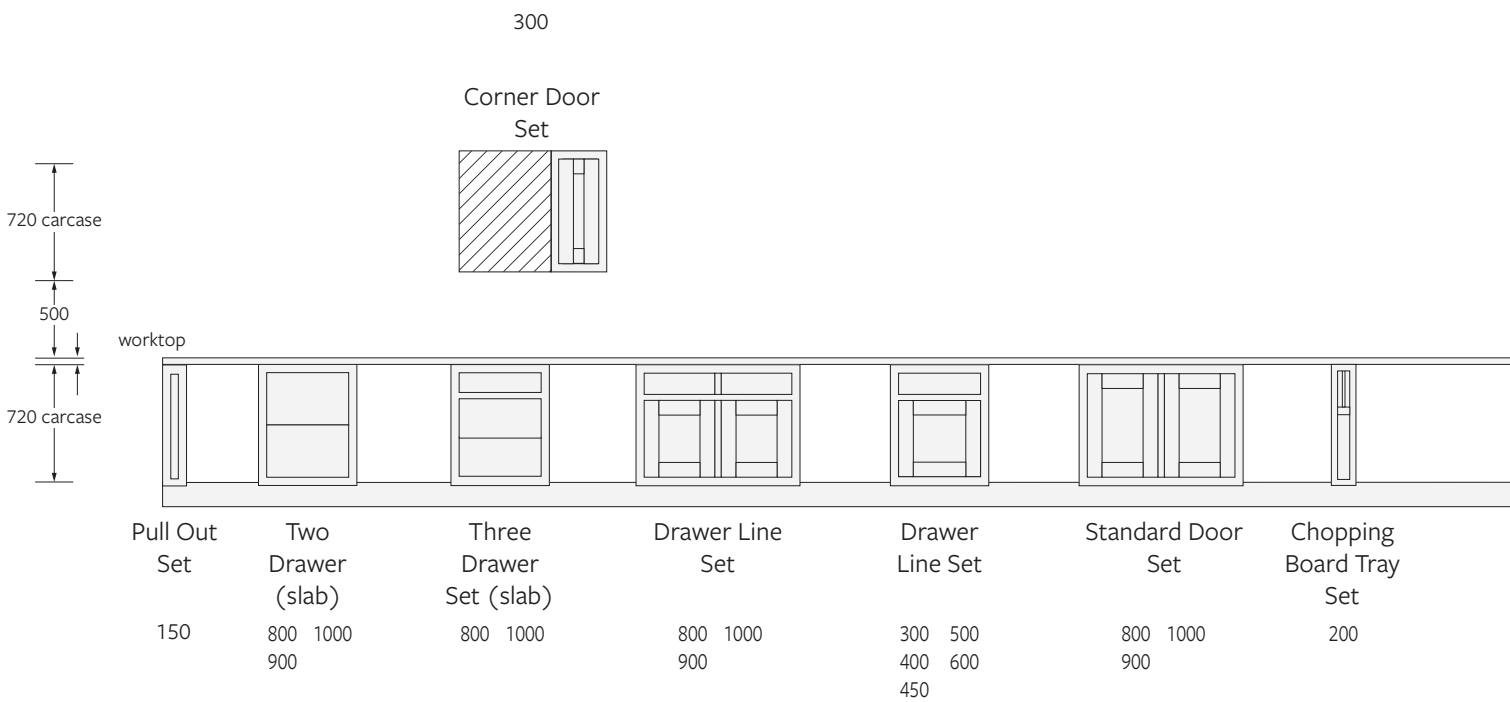 300
Corner Door
Set
720 carcase
500
worktop
720 carcase
Pull Out
Set
150
Two
Drawer
(slab)
800 1000
900
Three
Drawer
Set (slab)
800 1000
Drawer Line
Set
800 1000
900
Drawer
Line Set
300 500
400 600
450
Standard Door
Set
800 1000
900
Chopping
Board Tray
Set
200